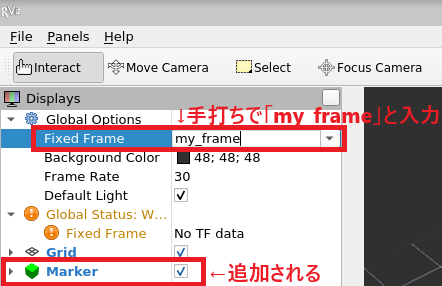 RViz
File Panels Help
Interact Move Camera Select Focus Camera
Displays
Global Options ↓手打ちで「my_frame」と入力
Fixed Frame my_frame
Background Color 48; 48; 48
Frame Rate 30
Default Light ✓
Global Status: W...
Fixed Frame No TF data
Grid ✓
Marker ✓ ←追加される